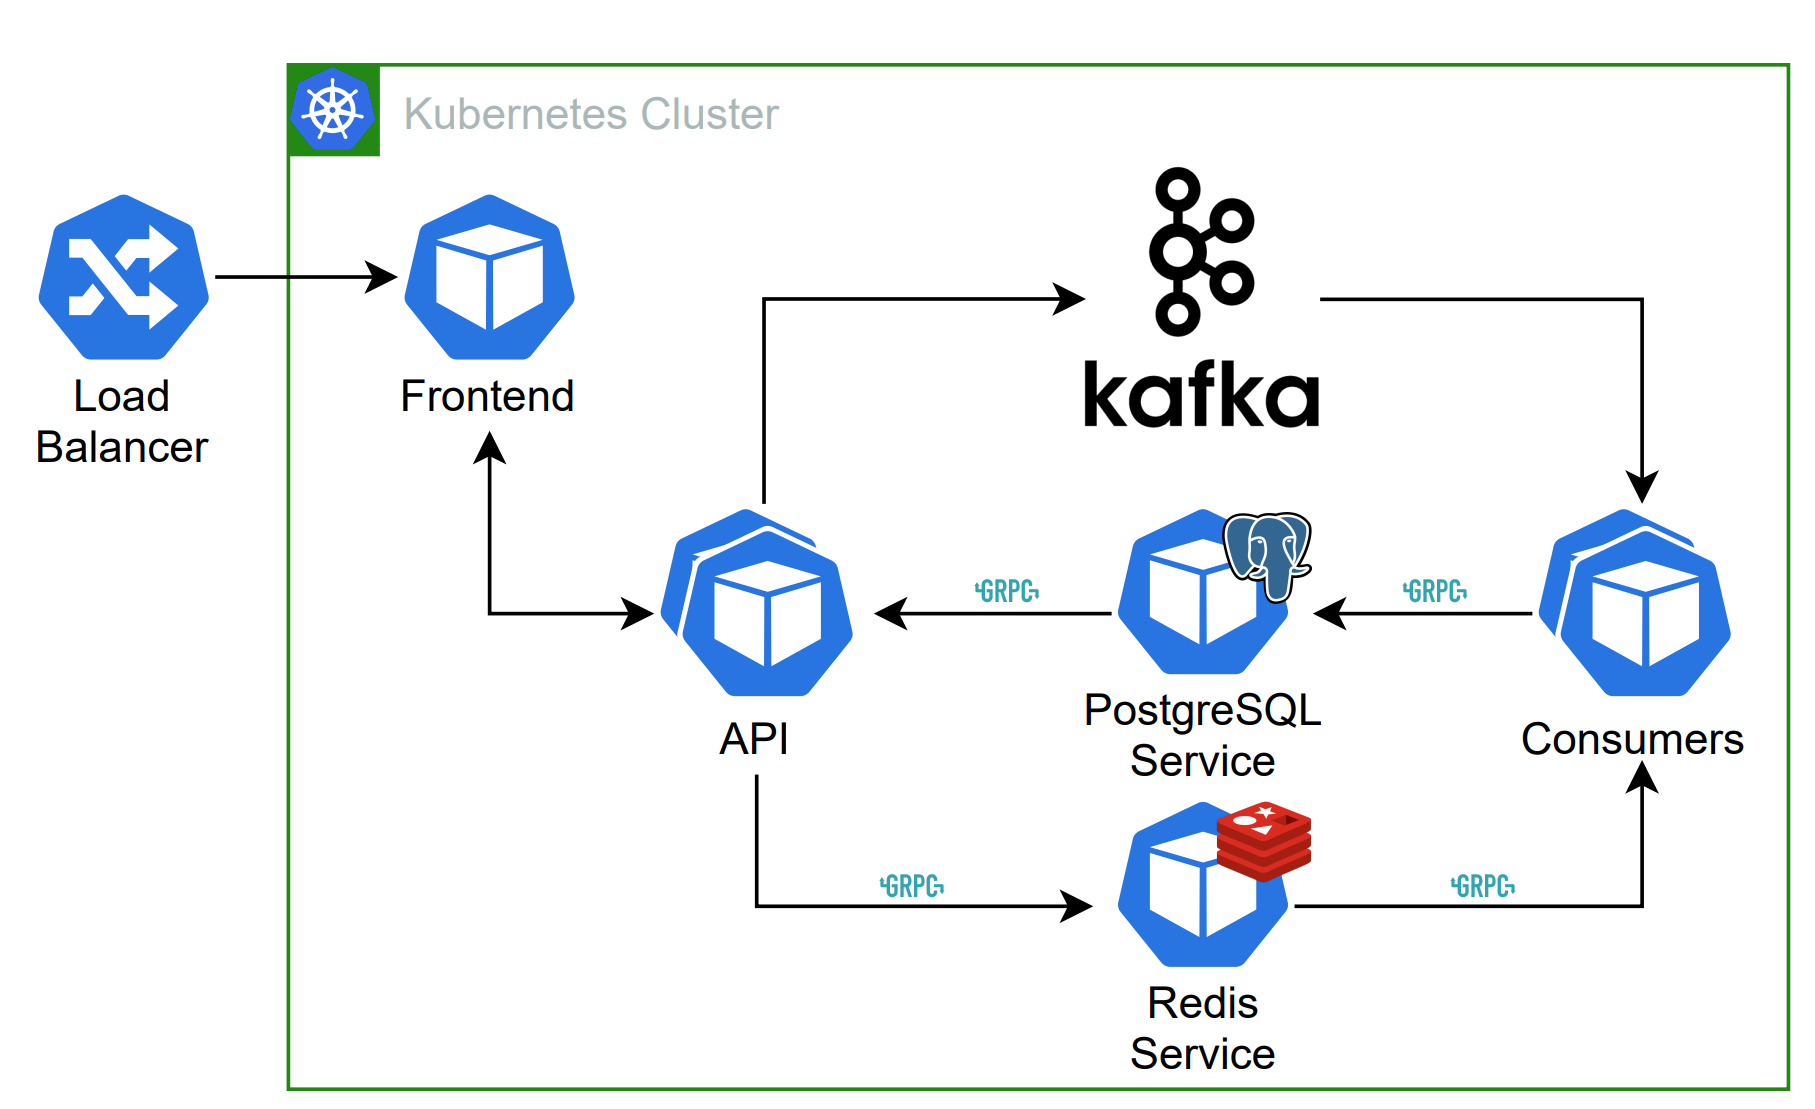 Kubernetes Cluster
Load
Balancer
Frontend
kafka
API
GRPC
PostgreSQL
Service
GRPC
Consumers
GRPC
Redis
Service
GRPC